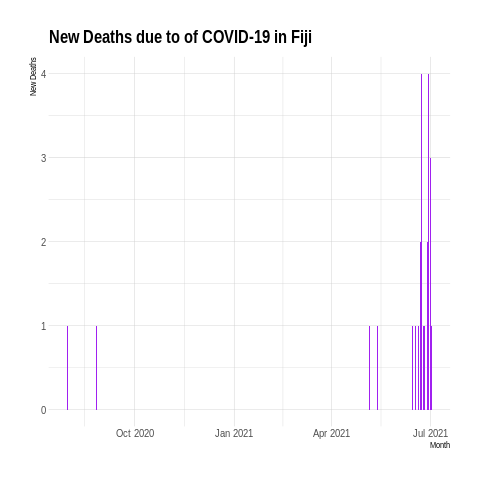 New Deaths due to of COVID-19 in Fiji
New Deaths
4
3
2
1
0
Oct 2020
Jan 2021
Apr 2021
Jul 2021
Month